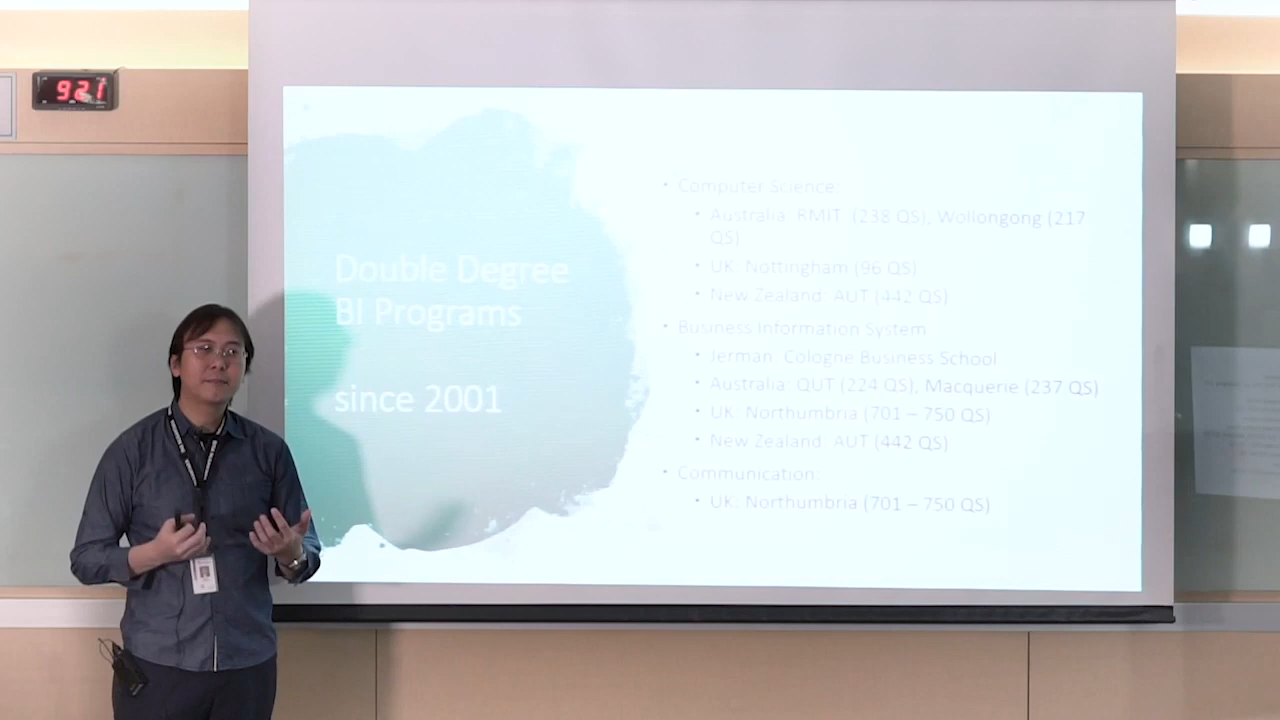 921
Double Degree
BI Programs
since 2001
• Computer Science:
• Australia: RMIT (238 QS), Wollongong (217
QS)
• UK: Nottingham (96 QS)
• New Zealand: AUT (442 QS)
• Business Information System
• Jerman: Cologne Business School
• Australia: QUT (224 QS), Macquerie (237 QS)
• UK: Northumbria (701 – 750 QS)
• New Zealand: AUT (442 QS)
• Communication:
• UK: Northumbria (701 – 750 QS)